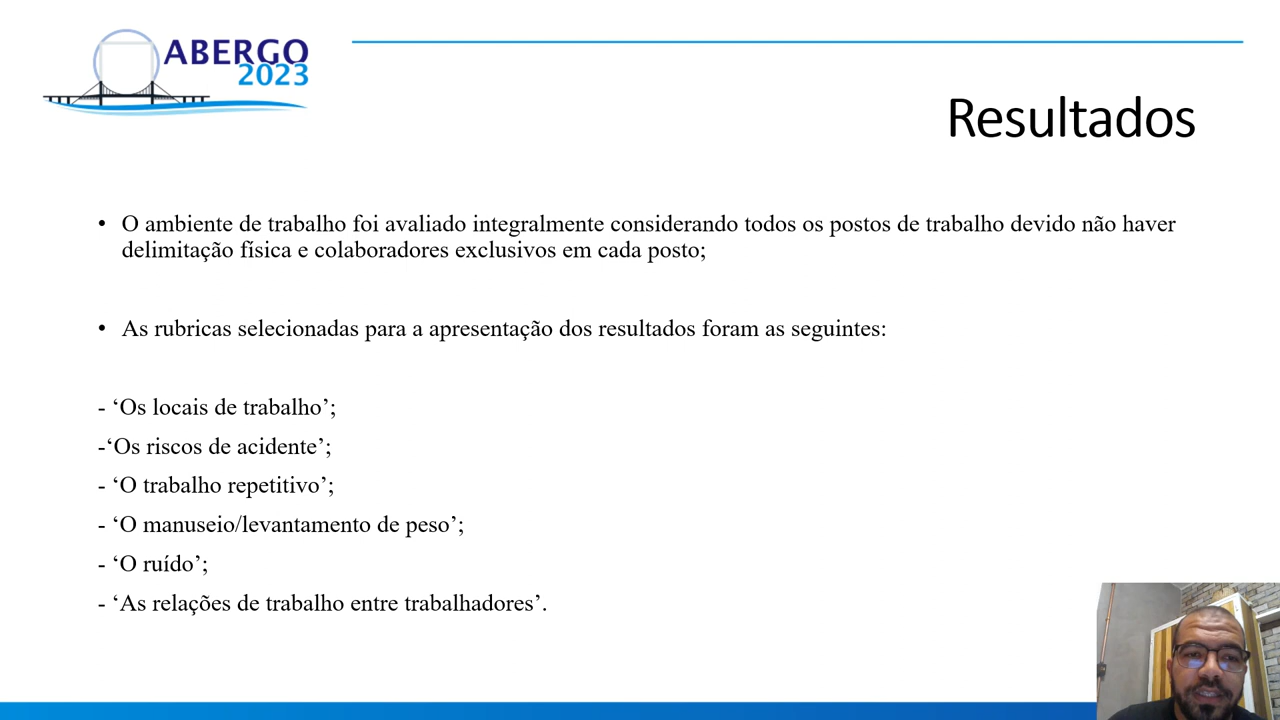 ABERGO
2023
Resultados
• O ambiente de trabalho foi avaliado integralmente considerando todos os postos de trabalho devido não haver
delimitação física e colaboradores exclusivos em cada posto;
• As rubricas selecionadas para a apresentação dos resultados foram as seguintes:
- ‘Os locais de trabalho’;
-‘Os riscos de acidente’;
- ‘O trabalho repetitivo’;
- ‘O manuseio/levantamento de peso’;
- ‘O ruído’;
- ‘As relações de trabalho entre trabalhadores’.